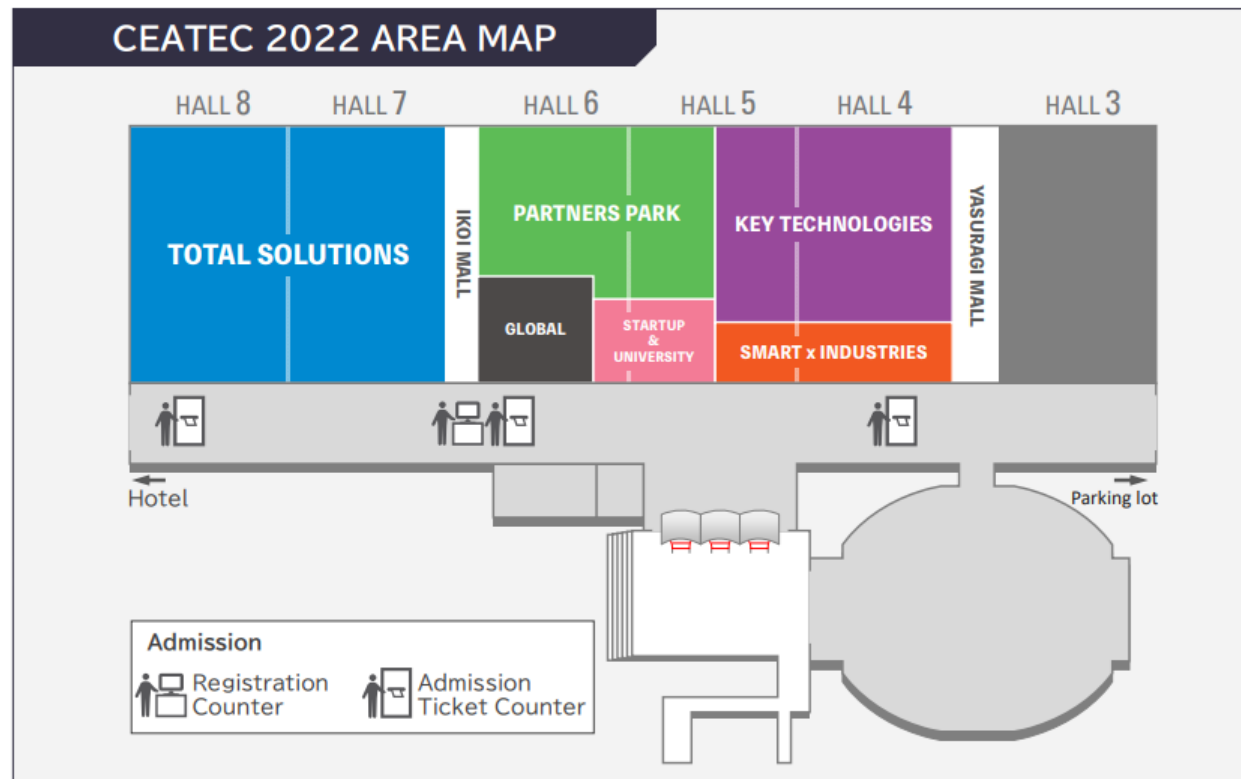 CEATEC 2022 AREA MAP
HALL 8
HALL 7
HALL 6
HALL 5
HALL 4
HALL 3
TOTAL SOLUTIONS
IKOI MALL
PARTNERS PARK
KEY TECHNOLOGIES
YASURAGI MALL
GLOBAL
STARTUP
&
UNIVERSITY
SMART x INDUSTRIES
Hotel
Parking lot
Admission
Registration
Counter
Admission
Ticket Counter